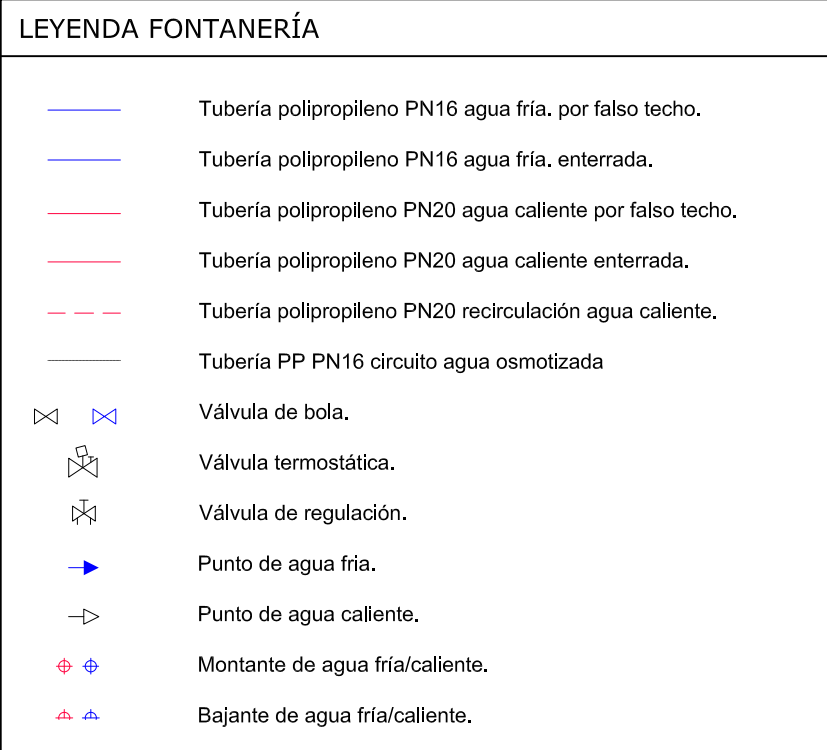 LEYENDA FONTANERÍA
Tubería polipropileno PN16 agua fría. por falso techo.
Tubería polipropileno PN16 agua fría. enterrada.
Tubería polipropileno PN20 agua caliente por falso techo.
Tubería polipropileno PN20 agua caliente enterrada.
Tubería polipropileno PN20 recirculación agua caliente.
Tubería PP PN16 circuito agua osmotizada
Válvula de bola.
Válvula termostática.
Válvula de regulación.
Punto de agua fria.
Punto de agua caliente.
Montante de agua fría/caliente.
Bajante de agua fría/caliente.